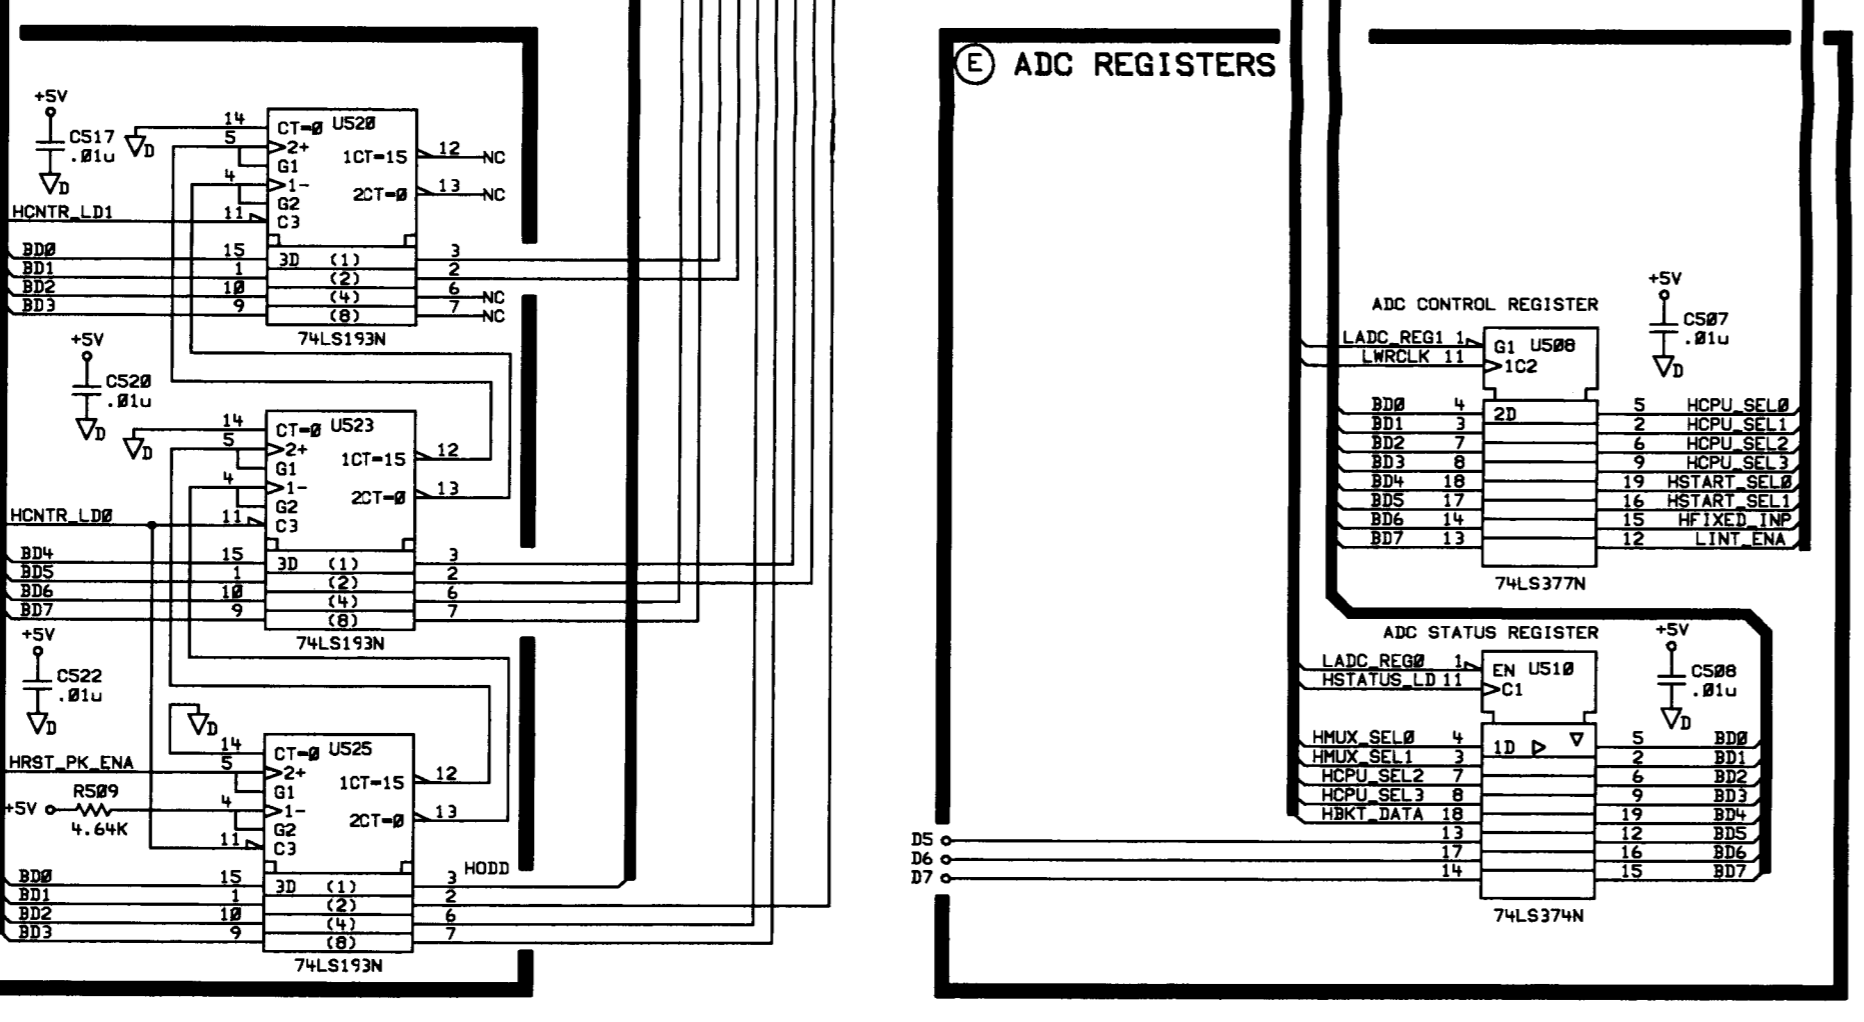 +5V
C517
.01u
D
D
14 CT=0 U520
5 2+
G1
1CT=15 12 NC
4 1-
G2
2CT=0 13 NC
HCNTR_LD1 11 C3
BD0 15 3D (1) 3
BD1 1 (2) 2
BD2 10 (4) 6 NC
BD3 9 (8) 7 NC
74LS193N
+5V
C520
.01u
D
D
14 CT=0 U523
5 2+
G1
1CT=15 12
4 1-
G2
2CT=0 13
HCNTR_LD0 11 C3
BD4 15 3D (1) 3
BD5 1 (2) 2
BD6 10 (4) 6
BD7 9 (8) 7
74LS193N
+5V
C522
.01u
D
D
14 CT=0 U525
HRST_PK_ENA 5 2+
G1
1CT=15 12
R509
+5V 4 1-
4.64K
G2
2CT=0 13
11 C3
HODD
BD0 15 3D (1) 3
BD1 1 (2) 2
BD2 10 (4) 6
BD3 9 (8) 7
74LS193N
E ADC REGISTERS
ADC CONTROL REGISTER
+5V
C507
.01u
D
LADC_REG1 1 G1 U508
LWRCLK 11 1C2
BD0 4 2D 5 HCPU_SEL0
BD1 3 2 HCPU_SEL1
BD2 7 6 HCPU_SEL2
BD3 8 9 HCPU_SEL3
BD4 18 19 HSTART_SEL0
BD5 17 16 HSTART_SEL1
BD6 14 15 HFIXED_INP
BD7 13 12 LINT_ENA
74LS377N
ADC STATUS REGISTER
+5V
C508
.01u
D
LADC_REG0 1 EN U510
HSTATUS_LD 11 C1
HMUX_SEL0 4 1D 5 BD0
HMUX_SEL1 3 2 BD1
HCPU_SEL2 7 6 BD2
HCPU_SEL3 8 9 BD3
HBKT_DATA 18 19 BD4
D5 13 12 BD5
D6 17 16 BD6
D7 14 15 BD7
74LS374N